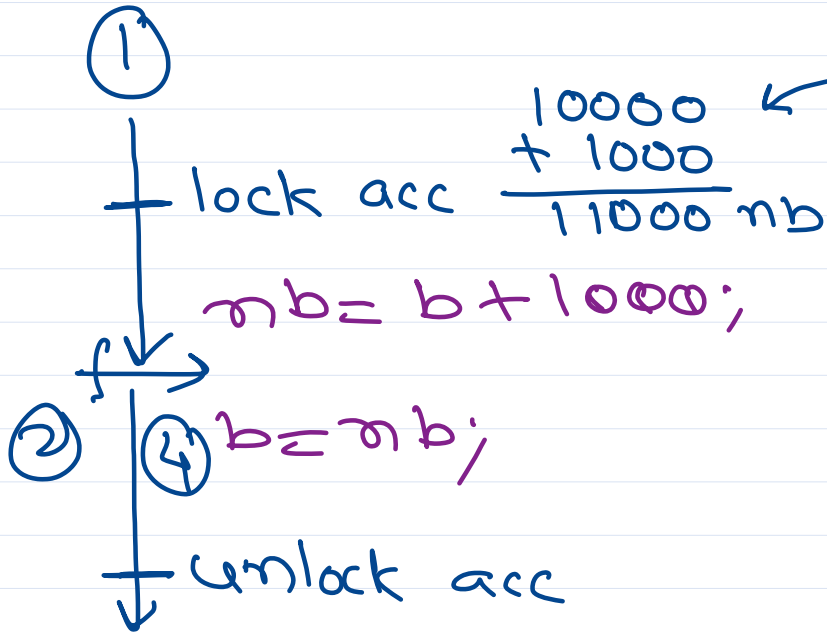 1
10000
+ 1000
lock acc
11000 nb
nb = b + 1000;
2
4
b = nb;
unlock acc